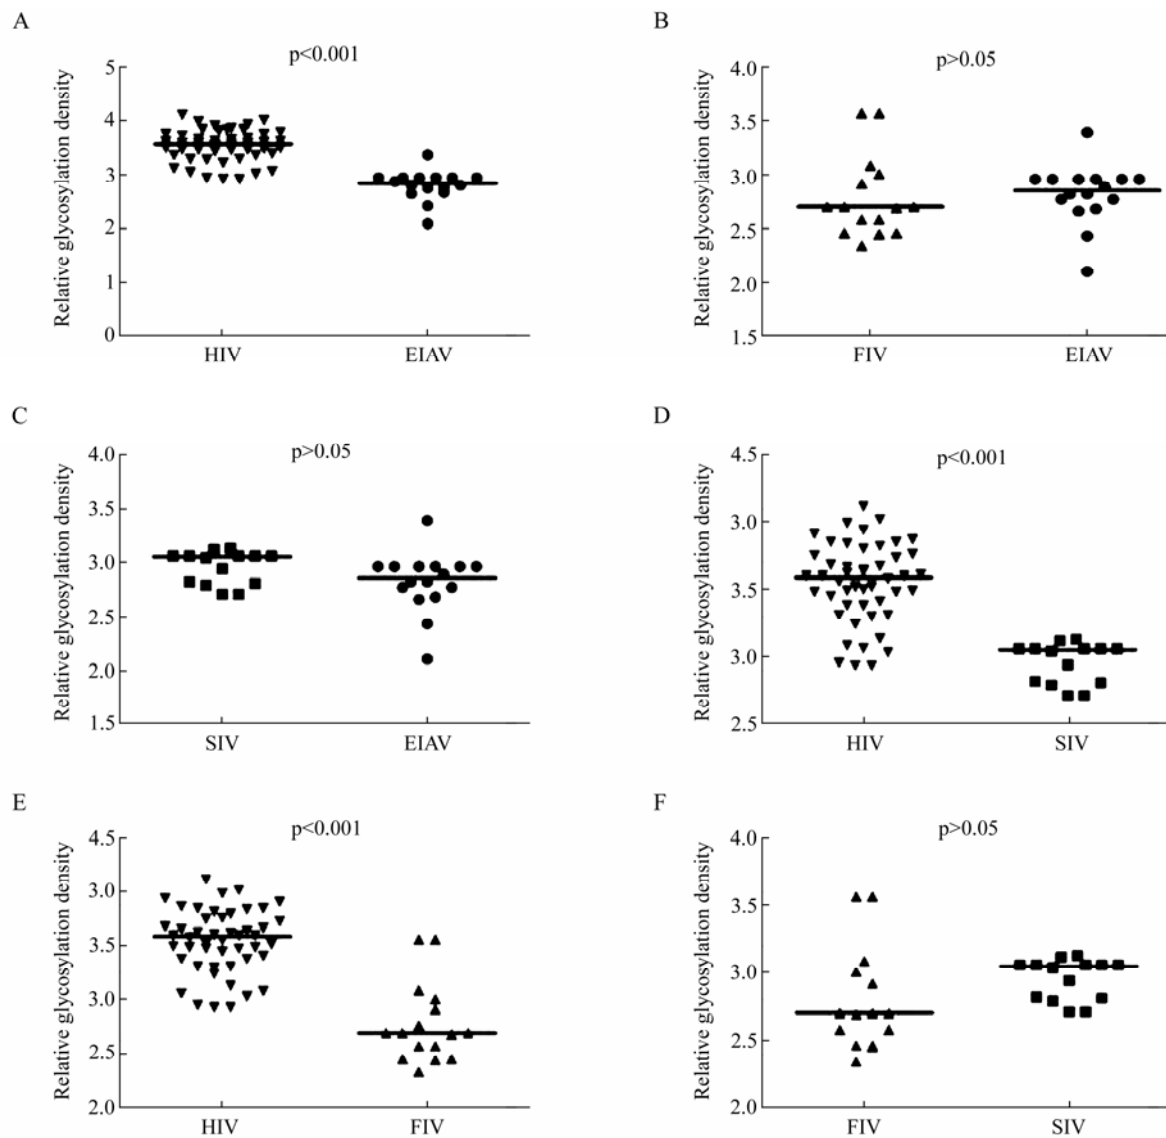 A
p<0.001
Relative glycosylation density
5
4
3
2
1
0
HIV
EIAV
B
p>0.05
Relative glycosylation density
4.0
3.5
3.0
2.5
2.0
1.5
FIV
EIAV
C
p>0.05
Relative glycosylation density
4.0
3.5
3.0
2.5
2.0
1.5
SIV
EIAV
D
p<0.001
Relative glycosylation density
4.5
3.0
3.5
3.0
2.5
HIV
SIV
E
p<0.001
Relative glycosylation density
4.5
3.0
3.5
3.0
2.5
2.0
HIV
FIV
F
p>0.05
Relative glycosylation density
4.0
3.5
3.0
2.5
2.0
FIV
SIV